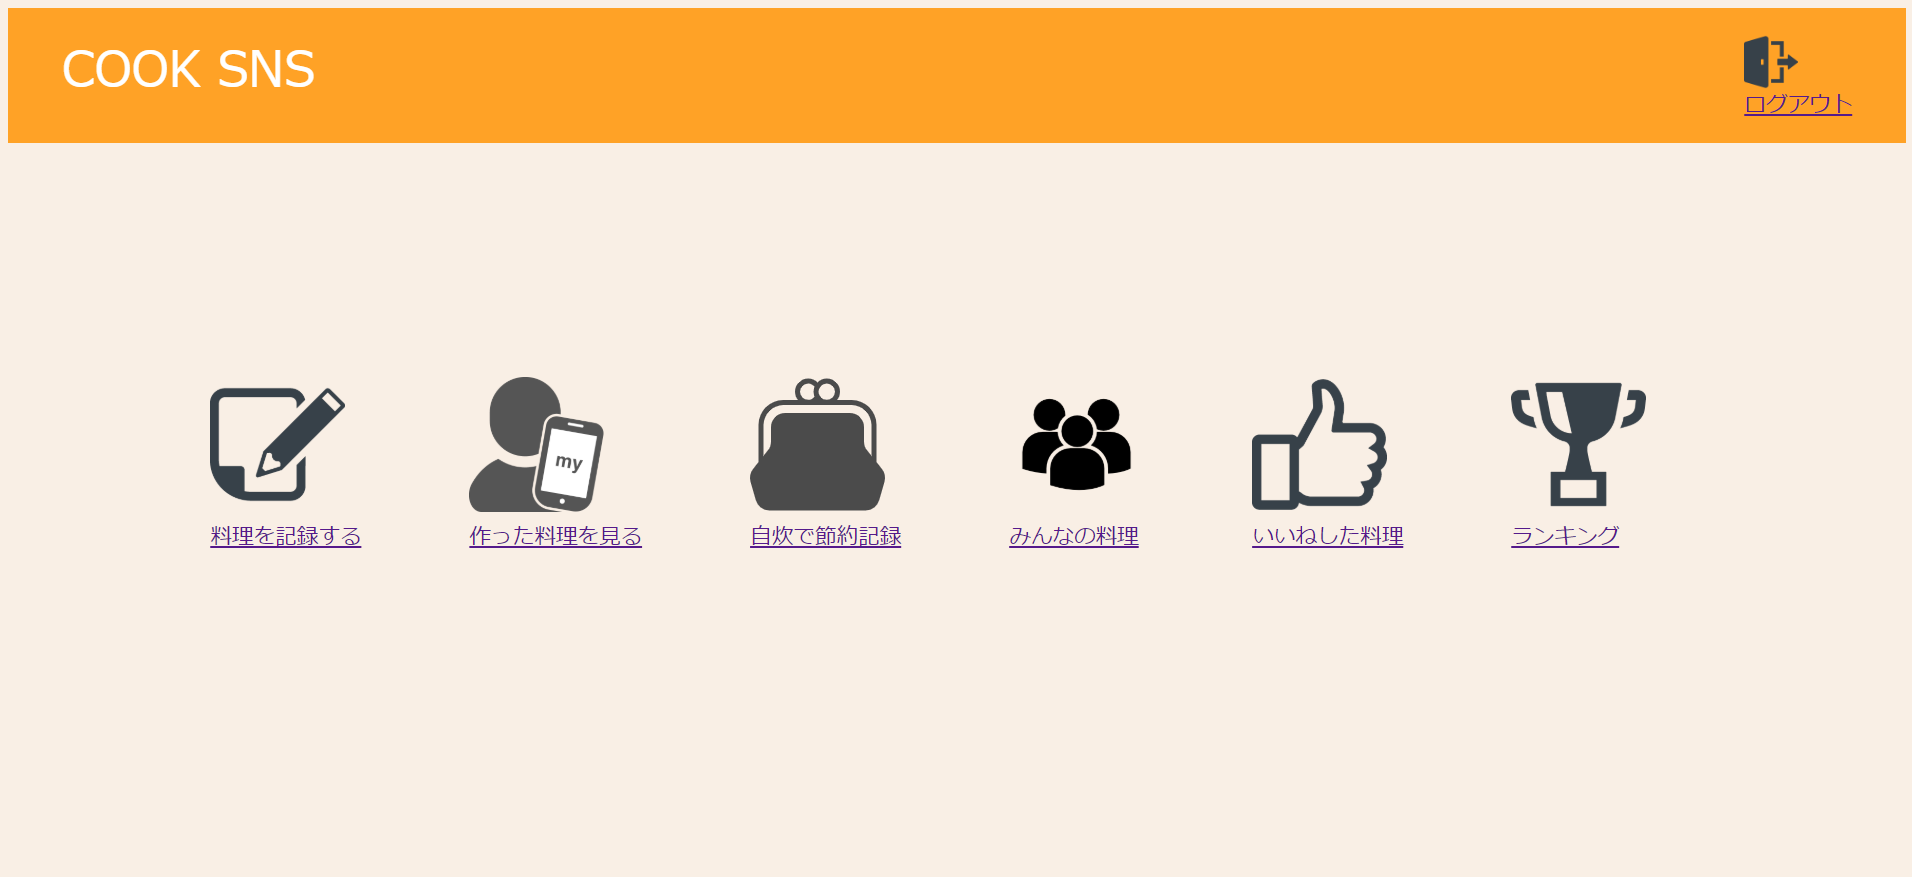 COOK SNS
ログアウト
my
料理を記録する
作った料理を見る
自炊で節約記録
みんなの料理
いいねした料理
ランキング